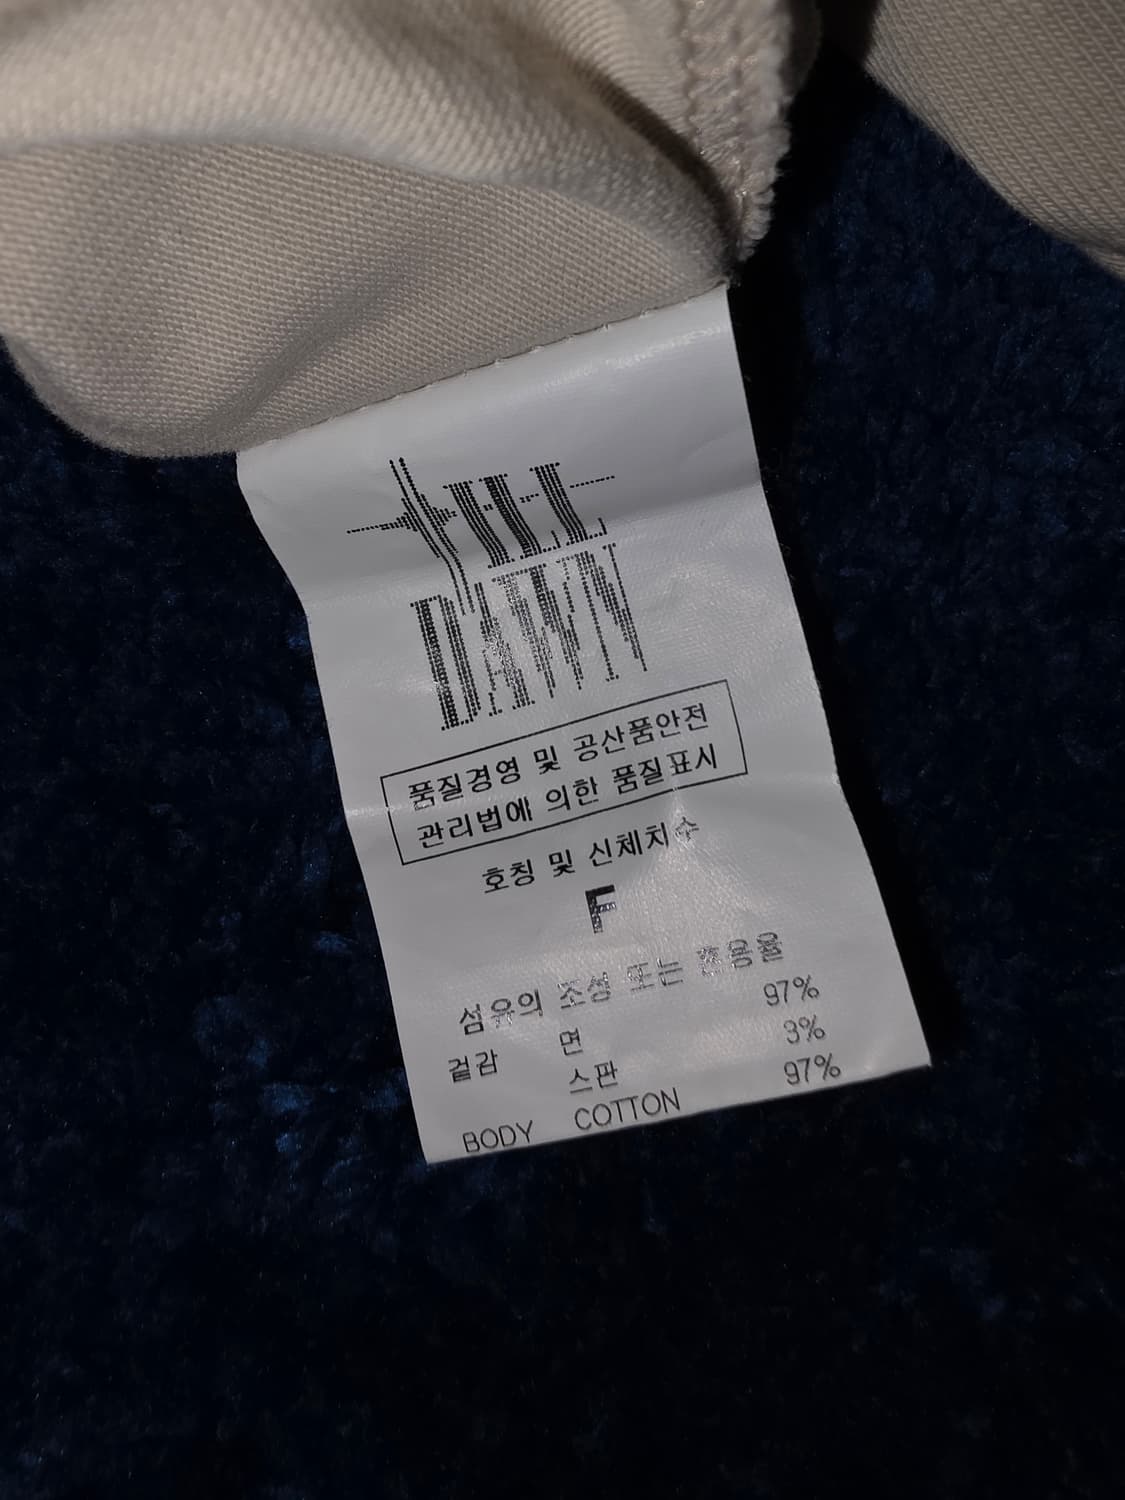 TILL
DAWN
품질경영 및 공산품안전
관리법에 의한 품질표시
호칭 및 신체치수
F
섬유의 조성 또는 혼용율
겉감 면 97%
스판 3%
BODY COTTON 97%